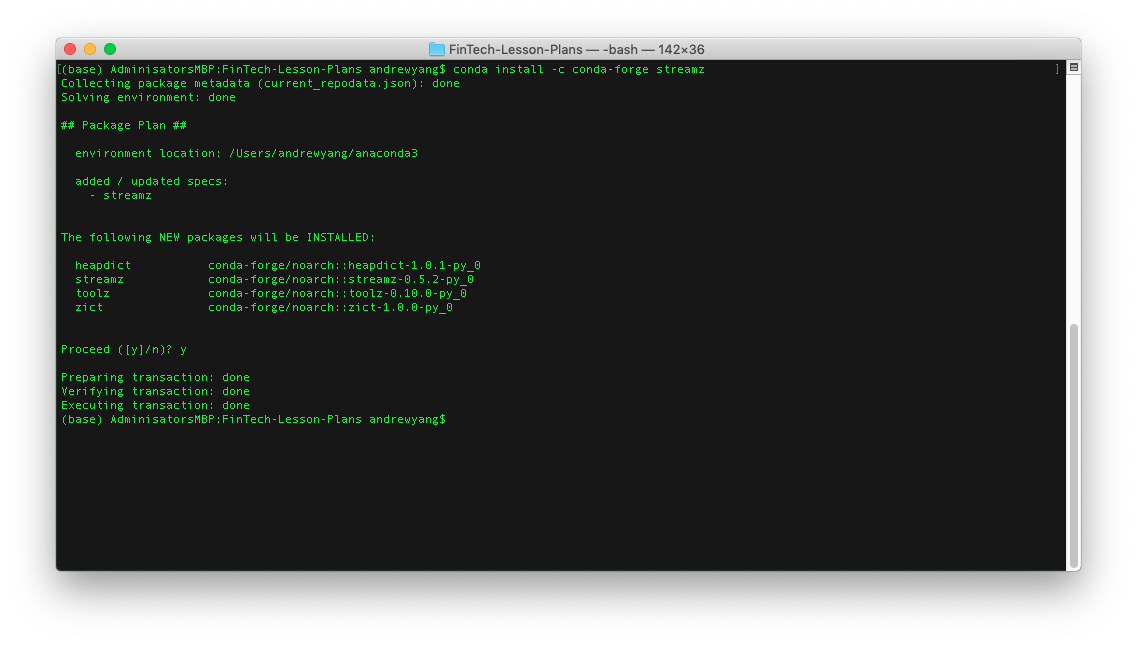 FinTech-Lesson-Plans — -bash — 142×36
[(base) AdminisatorsMBP:FinTech-Lesson-Plans andrewyang$ conda install -c conda-forge streamz ]
Collecting package metadata (current_repodata.json): done
Solving environment: done
## Package Plan ##
environment location: /Users/andrewyang/anaconda3
added / updated specs:
- streamz
The following NEW packages will be INSTALLED:
heapdict conda-forge/noarch::heapdict-1.0.1-py_0
streamz conda-forge/noarch::streamz-0.5.2-py_0
toolz conda-forge/noarch::toolz-0.10.0-py_0
zict conda-forge/noarch::zict-1.0.0-py_0
Proceed ([y]/n)? y
Preparing transaction: done
Verifying transaction: done
Executing transaction: done
(base) AdminisatorsMBP:FinTech-Lesson-Plans andrewyang$